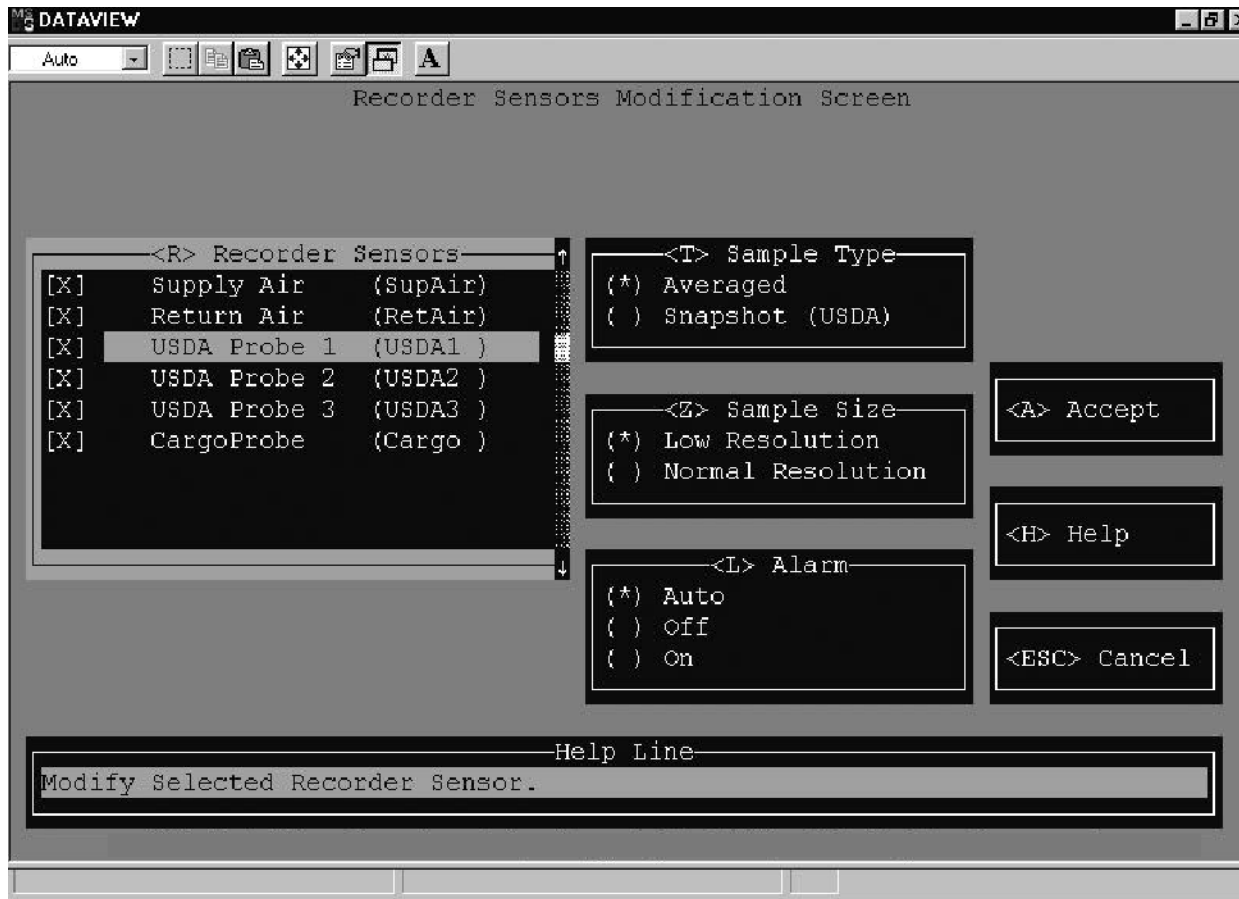 MS DATAVIEW
Auto
A
Recorder Sensors Modification Screen
<R> Recorder Sensors
[X] Supply Air (SupAir)
[X] Return Air (RetAir)
[X] USDA Probe 1 (USDA1 )
[X] USDA Probe 2 (USDA2 )
[X] USDA Probe 3 (USDA3 )
[X] CargoProbe (Cargo )
<T> Sample Type
(*) Averaged
( ) Snapshot (USDA)
<Z> Sample Size
(*) Low Resolution
( ) Normal Resolution
<L> Alarm
(*) Auto
( ) Off
( ) On
<A> Accept
<H> Help
<ESC> Cancel
Help Line
Modify Selected Recorder Sensor.